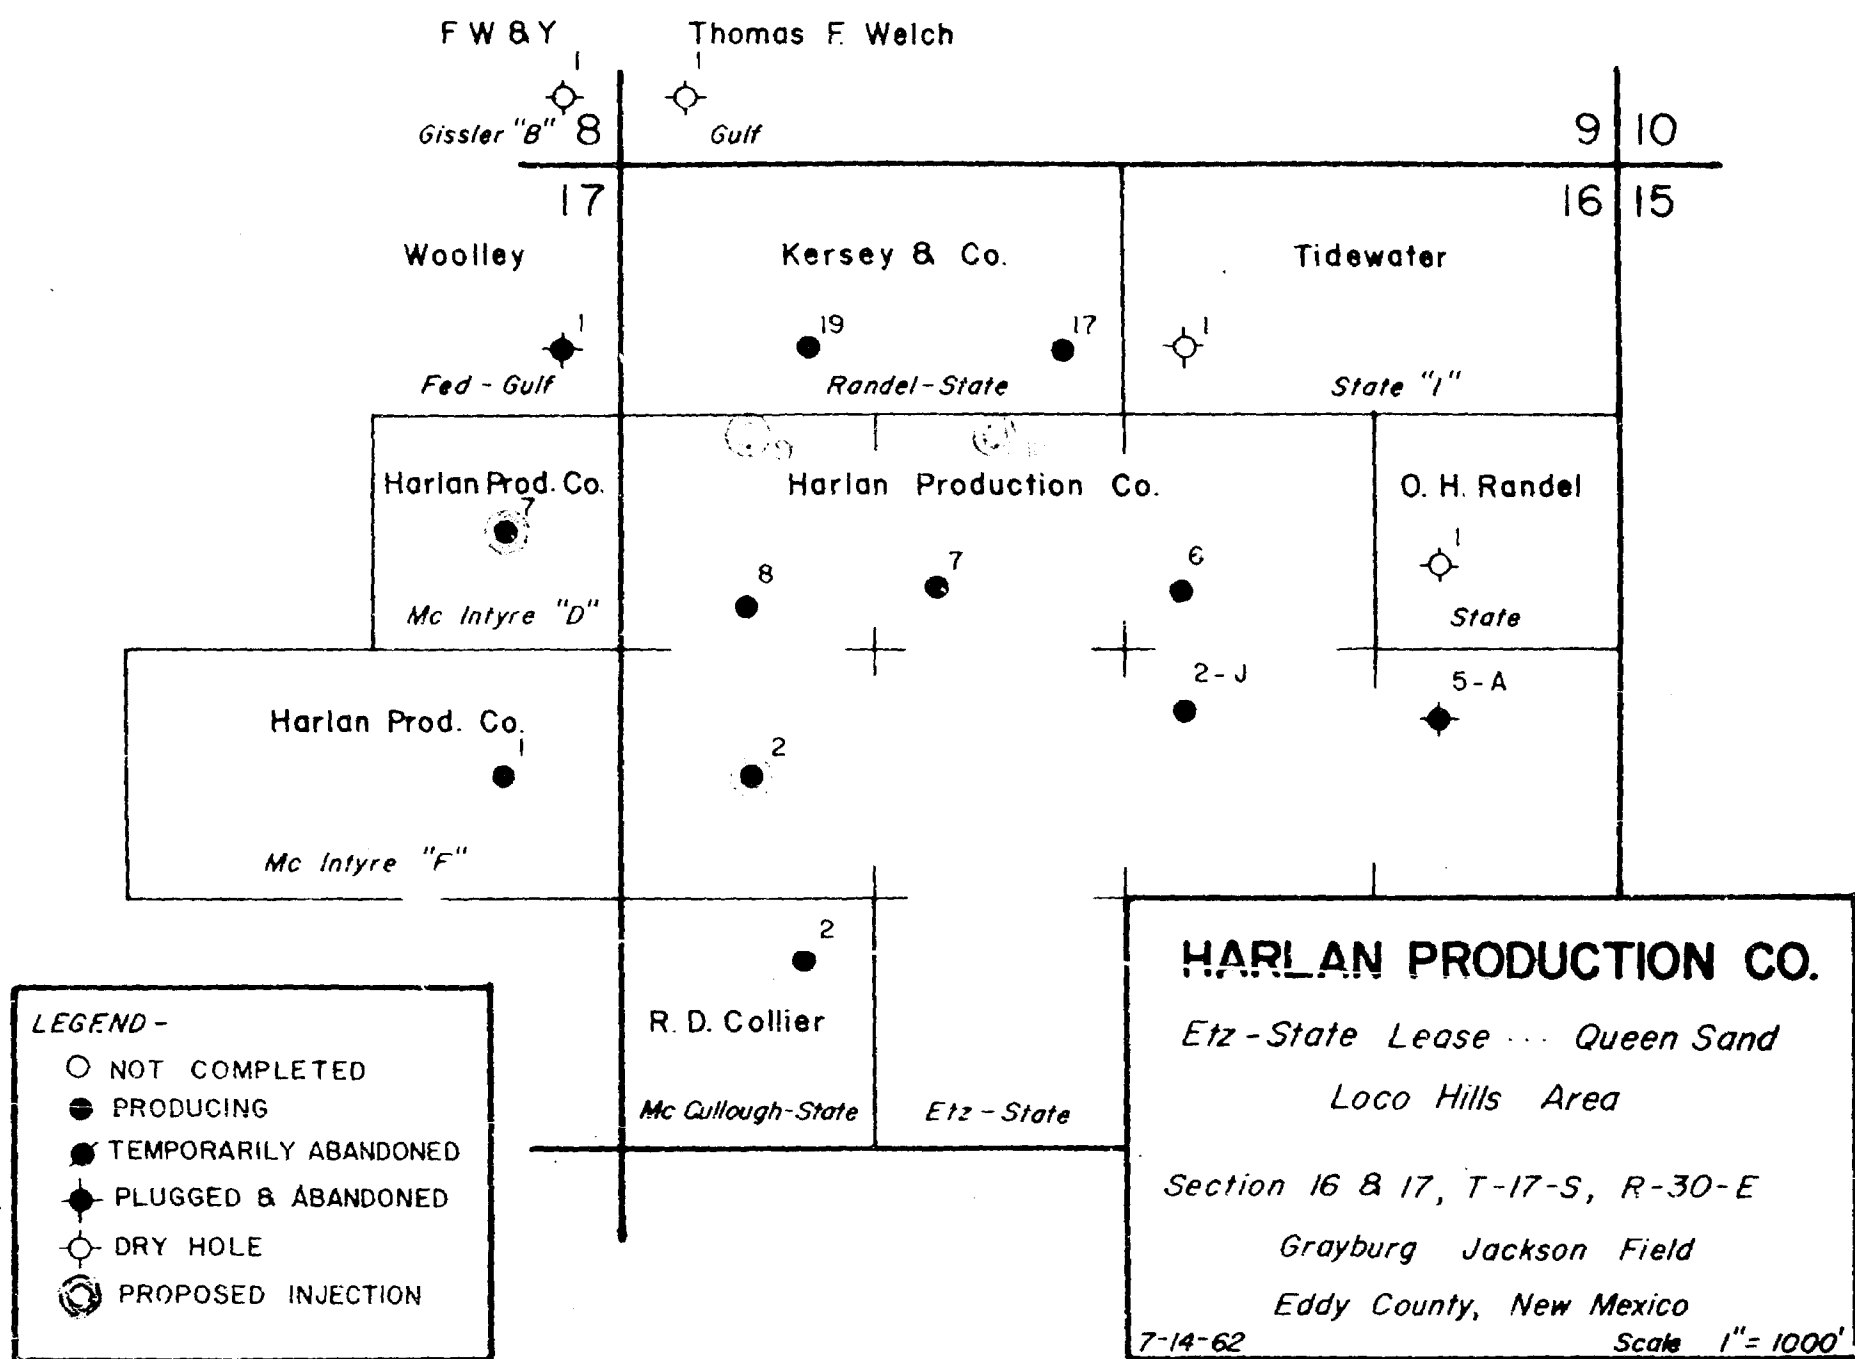 F W & Y
Thomas F. Welch
1
1
Gissler "B"
8
Gulf
9
10
17
16
15
Woolley
Kersey & Co.
Tidewater
1
19
17
1
Fed - Gulf
Randel-State
State "1"
9
Harlan Prod. Co.
Harlan Production Co.
O. H. Randel
7
8
7
6
1
Mc Intyre "D"
State
2-J
5-A
Harlan Prod. Co.
1
2
Mc Intyre "F"
2
R. D. Collier
Mc Cullough-State
Etz-State
LEGEND -
NOT COMPLETED
PRODUCING
TEMPORARILY ABANDONED
PLUGGED & ABANDONED
DRY HOLE
PROPOSED INJECTION
HARLAN PRODUCTION CO.
Etz-State Lease ... Queen Sand
Loco Hills Area
Section 16 & 17, T-17-S, R-30-E
Grayburg Jackson Field
Eddy County, New Mexico
7-14-62
Scale 1"= 1000'